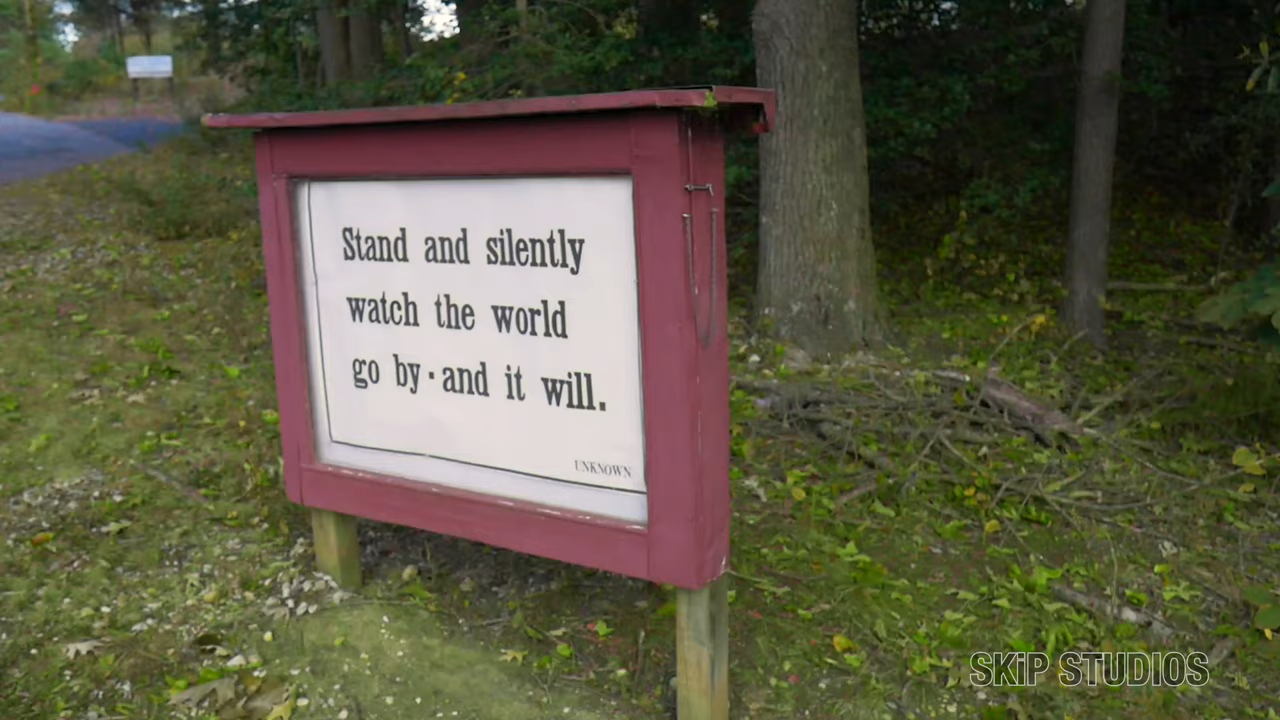 Stand and silently
watch the world
go by · and it will.
UNKNOWN
SKiP STUDIOS